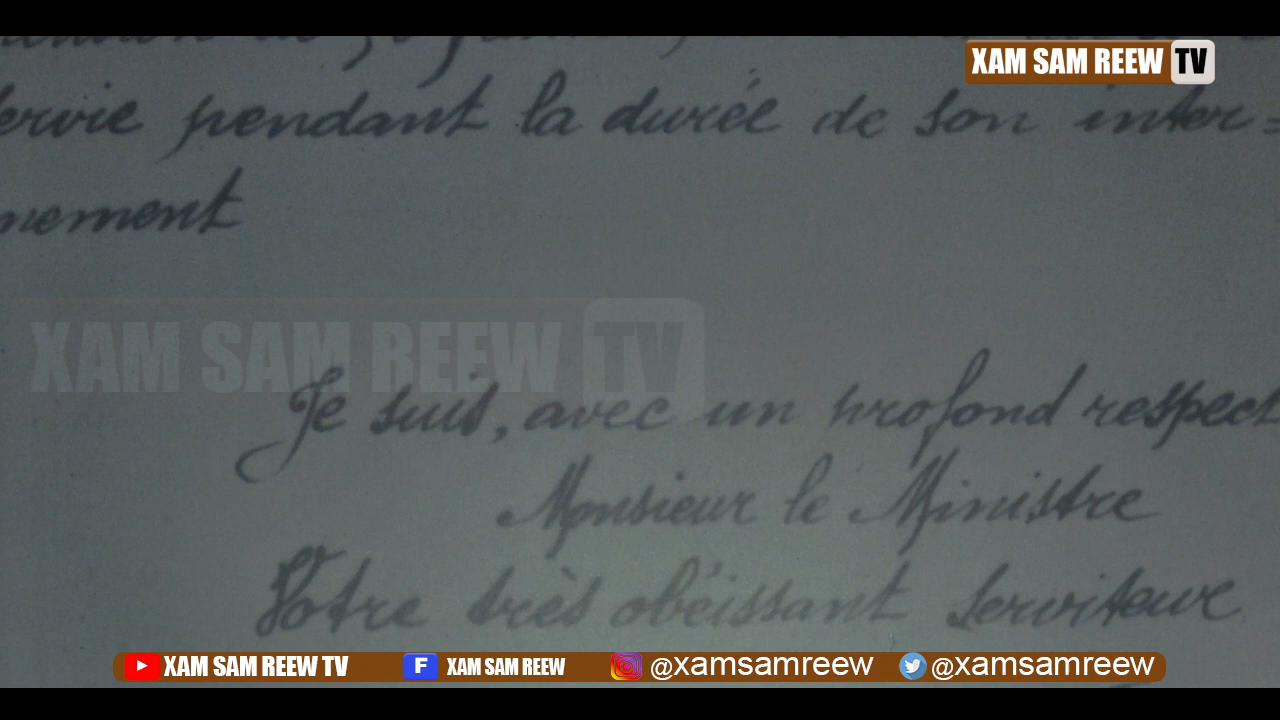 XAM SAM REEW TV
ervie pendant la durée de son inter=
nement
XAM SAM REEW TV
Je suis, avec un profond respect
Monsieur le Ministre
Votre très obéissant Serviteur
XAM SAM REEW TV F XAM SAM REEW @xamsamreew @xamsamreew